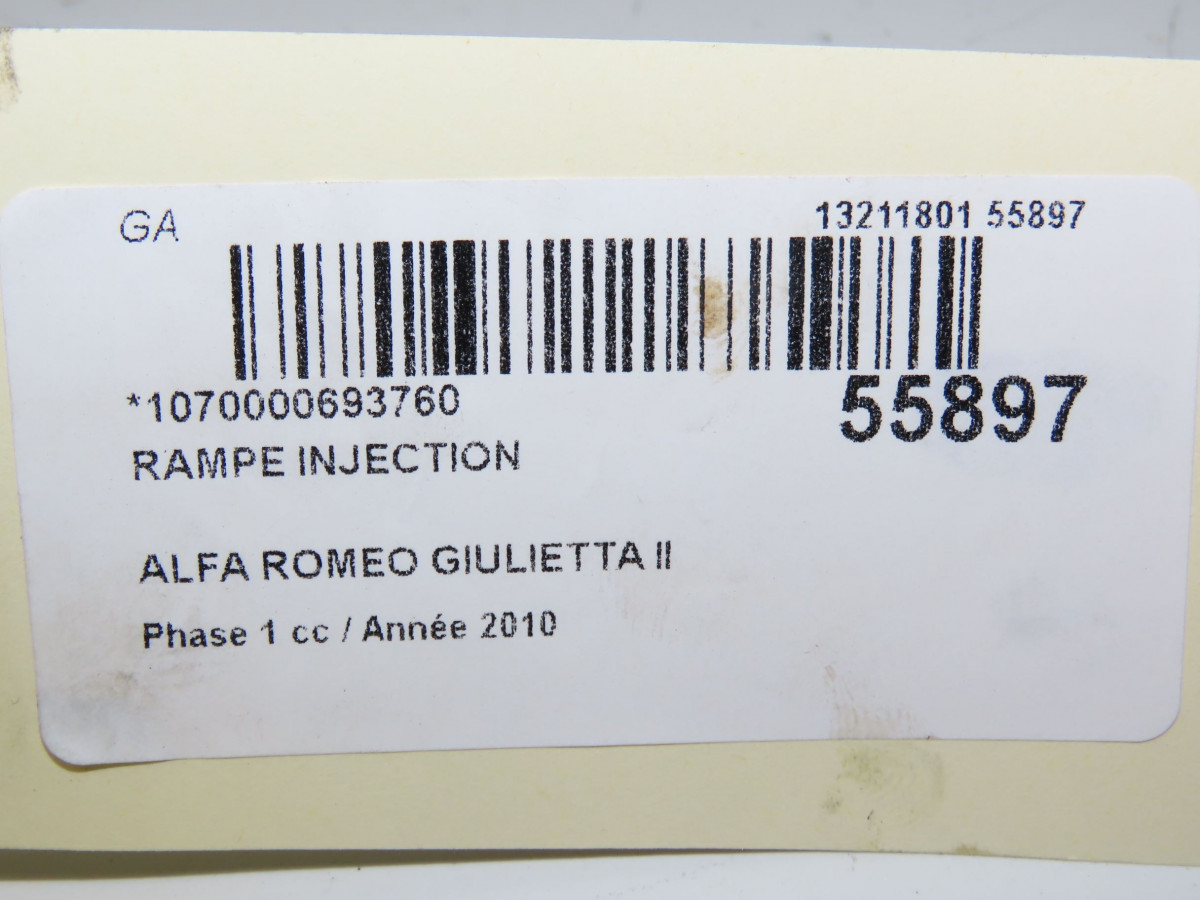 GA
13211801 55897
*1070000693760
55897
RAMPE INJECTION
ALFA ROMEO GIULIETTA II
Phase 1 cc / Année 2010